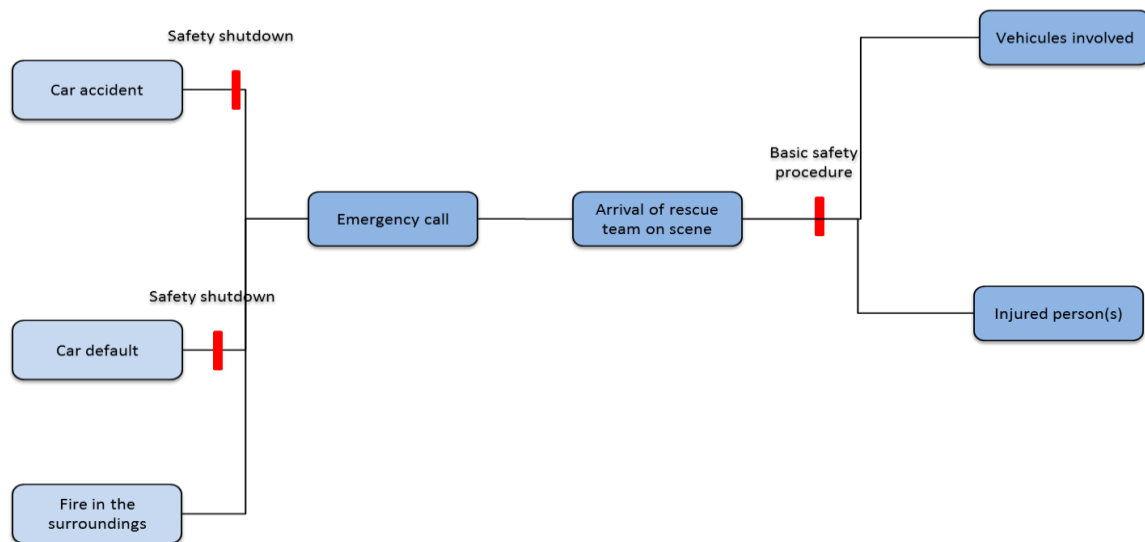 Safety shutdown
Vehicules involved
Car accident
Basic safety
procedure
Emergency call
Arrival of rescue
team on scene
Safety shutdown
Injured person(s)
Car default
Fire in the
surroundings